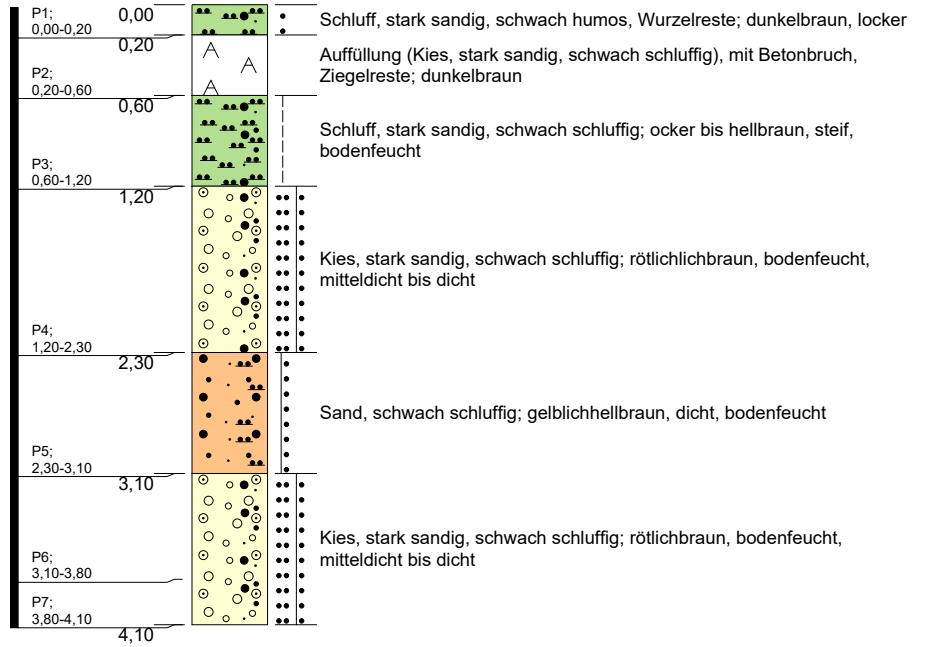 P1;
0,00-0,20
0,00
Schluff, stark sandig, schwach humos, Wurzelreste; dunkelbraun, locker
0,20
P2;
0,20-0,60
Auffüllung (Kies, stark sandig, schwach schluffig), mit Betonbruch,
Ziegelreste; dunkelbraun
0,60
P3;
0,60-1,20
Schluff, stark sandig, schwach schluffig; ocker bis hellbraun, steif,
bodenfeucht
1,20
P4;
1,20-2,30
Kies, stark sandig, schwach schluffig; rötlichlichbraun, bodenfeucht,
mitteldicht bis dicht
2,30
P5;
2,30-3,10
Sand, schwach schluffig; gelblichhellbraun, dicht, bodenfeucht
3,10
P6;
3,10-3,80
Kies, stark sandig, schwach schluffig; rötlichbraun, bodenfeucht,
mitteldicht bis dicht
P7;
3,80-4,10
4,10